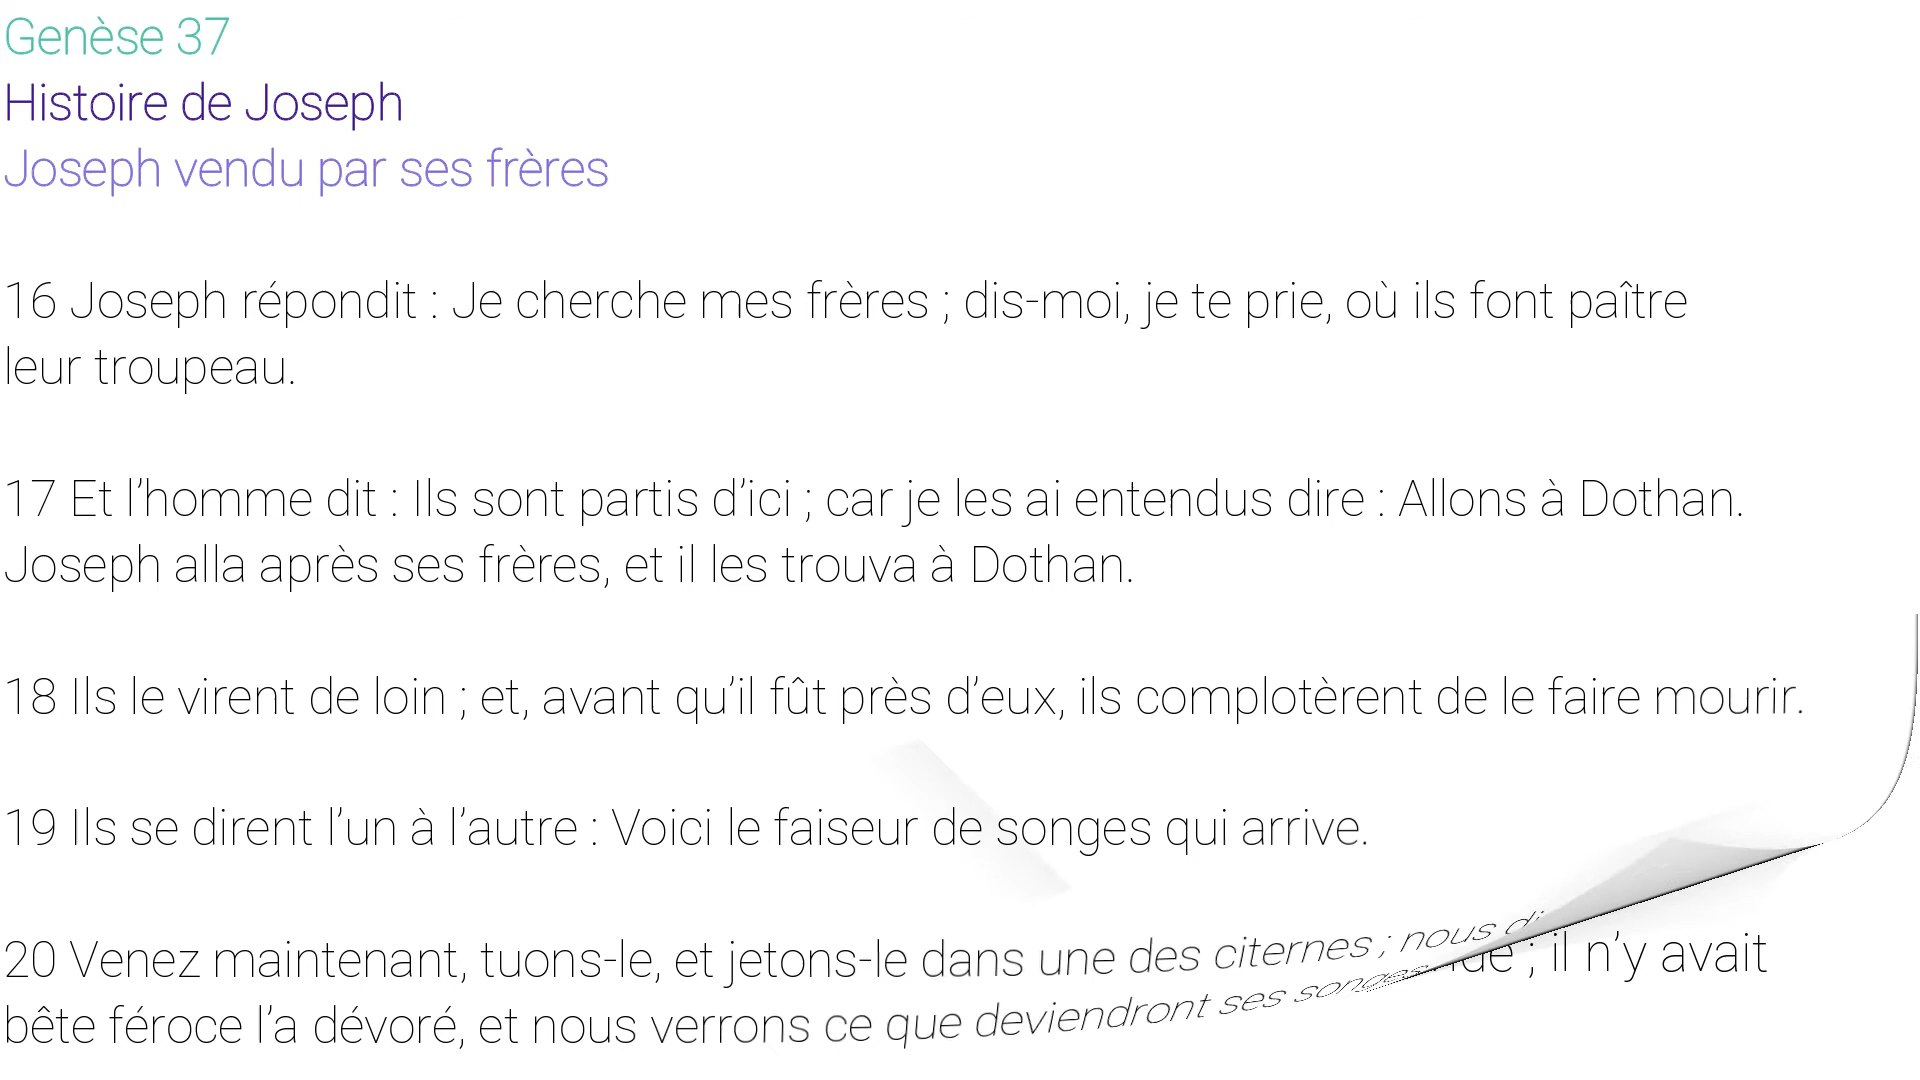 Genèse 37
Histoire de Joseph
Joseph vendu par ses frères
16 Joseph répondit : Je cherche mes frères ; dis-moi, je te prie, où ils font paître
leur troupeau.
17 Et l’homme dit : Ils sont partis d’ici ; car je les ai entendus dire : Allons à Dothan.
Joseph alla après ses frères, et il les trouva à Dothan.
18 Ils le virent de loin ; et, avant qu’il fût près d’eux, ils complotèrent de le faire mourir.
19 Ils se dirent l’un à l’autre : Voici le faiseur de songes qui arrive.
20 Venez maintenant, tuons-le, et jetons-le dans une des citernes ; nous ; il n’y avait
bête féroce l’a dévoré, et nous verrons ce que deviendront ses songes